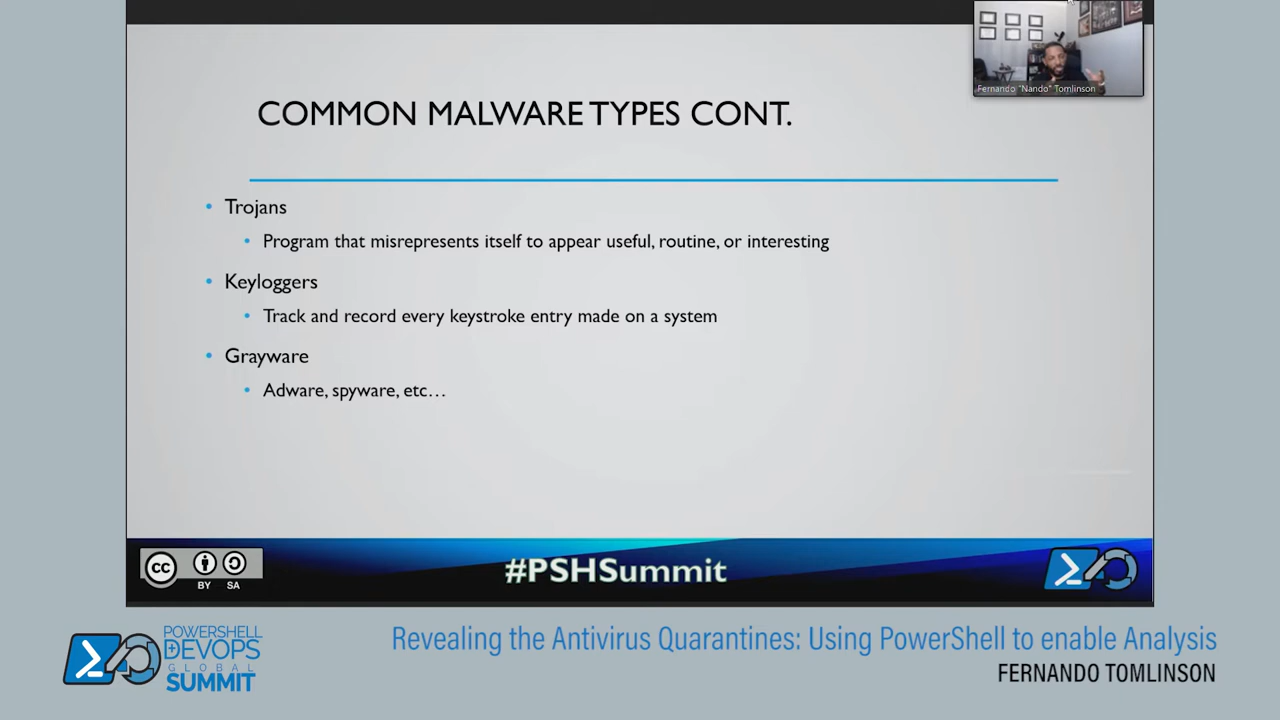 Fernando "Nando" Tomlinson
COMMON MALWARE TYPES CONT.
• Trojans
• Program that misrepresents itself to appear useful, routine, or interesting
• Keyloggers
• Track and record every keystroke entry made on a system
• Grayware
• Adware, spyware, etc…
cc
BY SA
#PSHSummit
POWERSHELL
+DEVOPS
GLOBAL
SUMMIT
Revealing the Antivirus Quarantines: Using PowerShell to enable Analysis
FERNANDO TOMLINSON